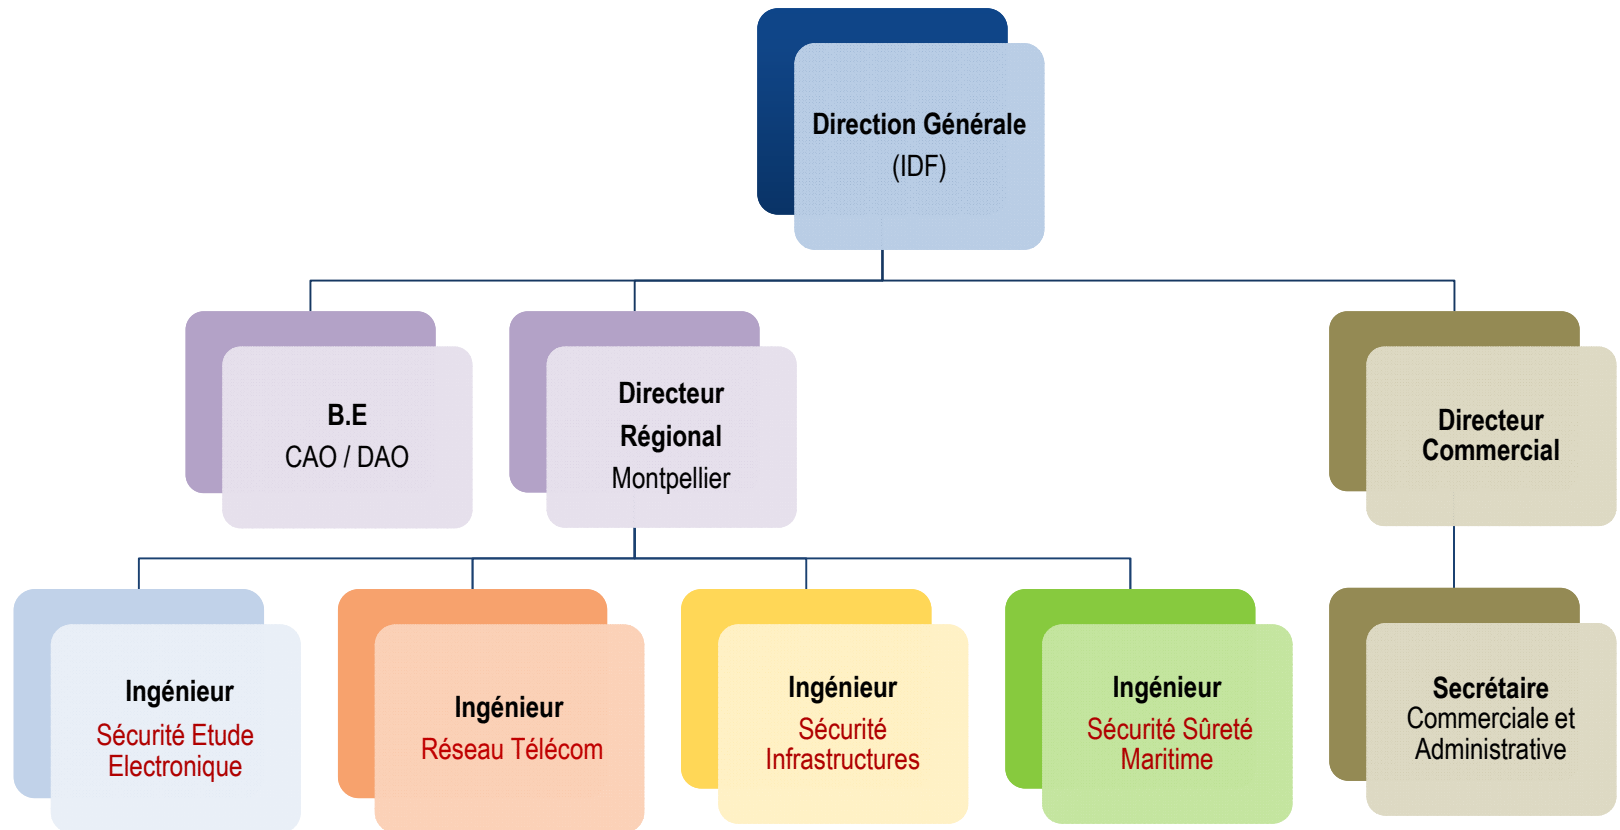 Direction Générale
(IDF)
B.E
CAO / DAO
Directeur
Régional
Montpellier
Directeur
Commercial
Ingénieur
Sécurité Etude
Electronique
Ingénieur
Réseau Télécom
Ingénieur
Sécurité
Infrastructures
Ingénieur
Sécurité Sûreté
Maritime
Secrétaire
Commerciale et
Administrative